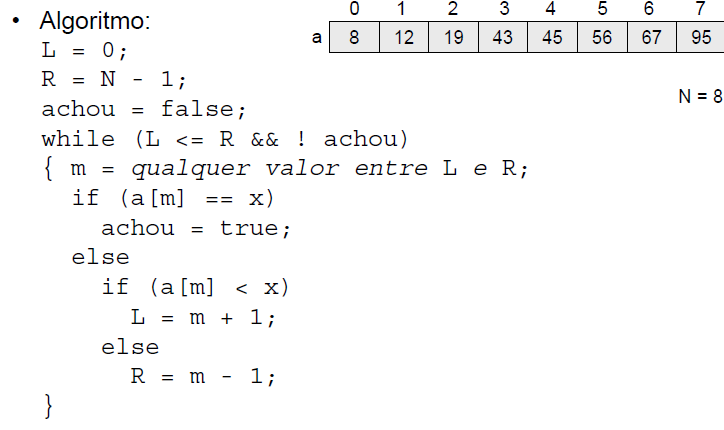 • Algoritmo:
L = 0;
R = N - 1;
achou = false;
while (L <= R && ! achou)
{ m = qualquer valor entre L e R;
if (a[m] == x)
achou = true;
else
if (a[m] < x)
L = m + 1;
else
R = m - 1;
}
0 1 2 3 4 5 6 7
a 8 12 19 43 45 56 67 95
N = 8